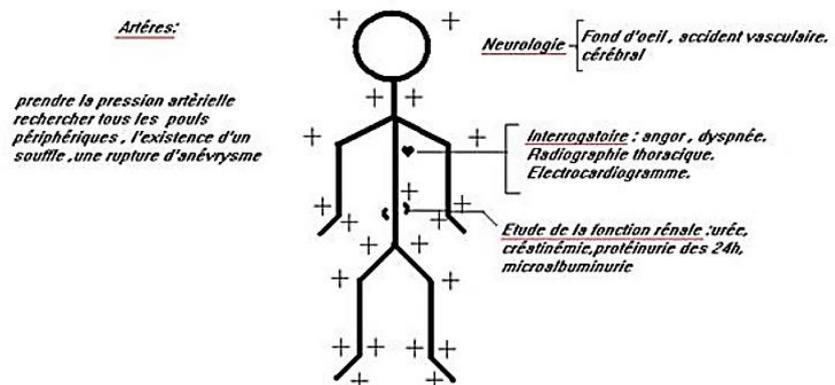 Artéres:
prendre la pression artèrielle
rechercher tous les pouls
périphériques , l'existence d'un
souffle ,une rupture d'anévrysme
Neurologie
Fond d'oeil , accident vasculaire.
cérébral
Interrogatoire : angor , dyspnée.
Radiographie thoracique.
Electrocardiogramme.
Etude de la fonction rénale :urée,
créatinémie,protéinurie des 24h,
microalbuminurie